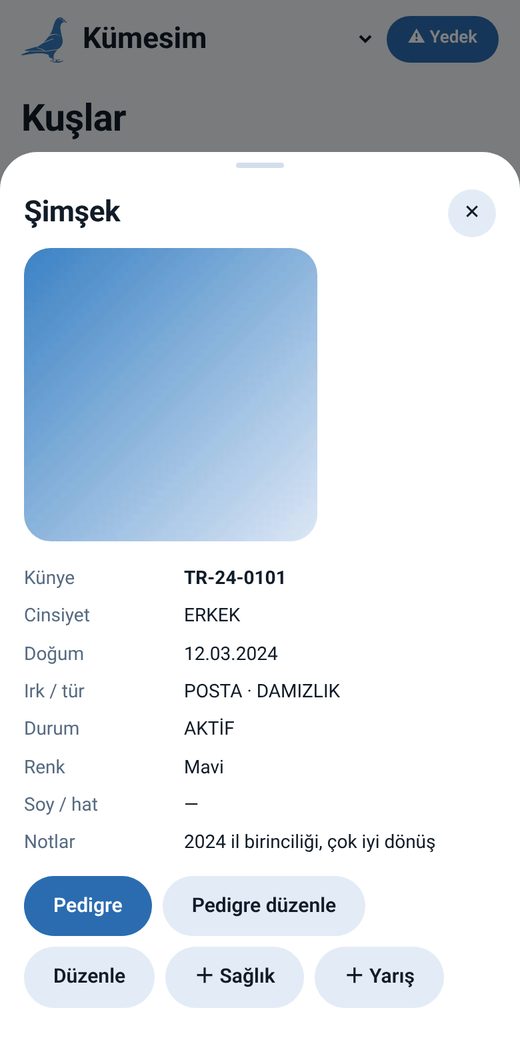 Kümesim
Yedek
Kuşlar
Şimşek
Künye TR-24-0101
Cinsiyet ERKEK
Doğum 12.03.2024
Irk / tür POSTA · DAMIZLIK
Durum AKTİF
Renk Mavi
Soy / hat —
Notlar 2024 il birinciliği, çok iyi dönüş
Pedigre Pedigre düzenle
Düzenle + Sağlık + Yarış